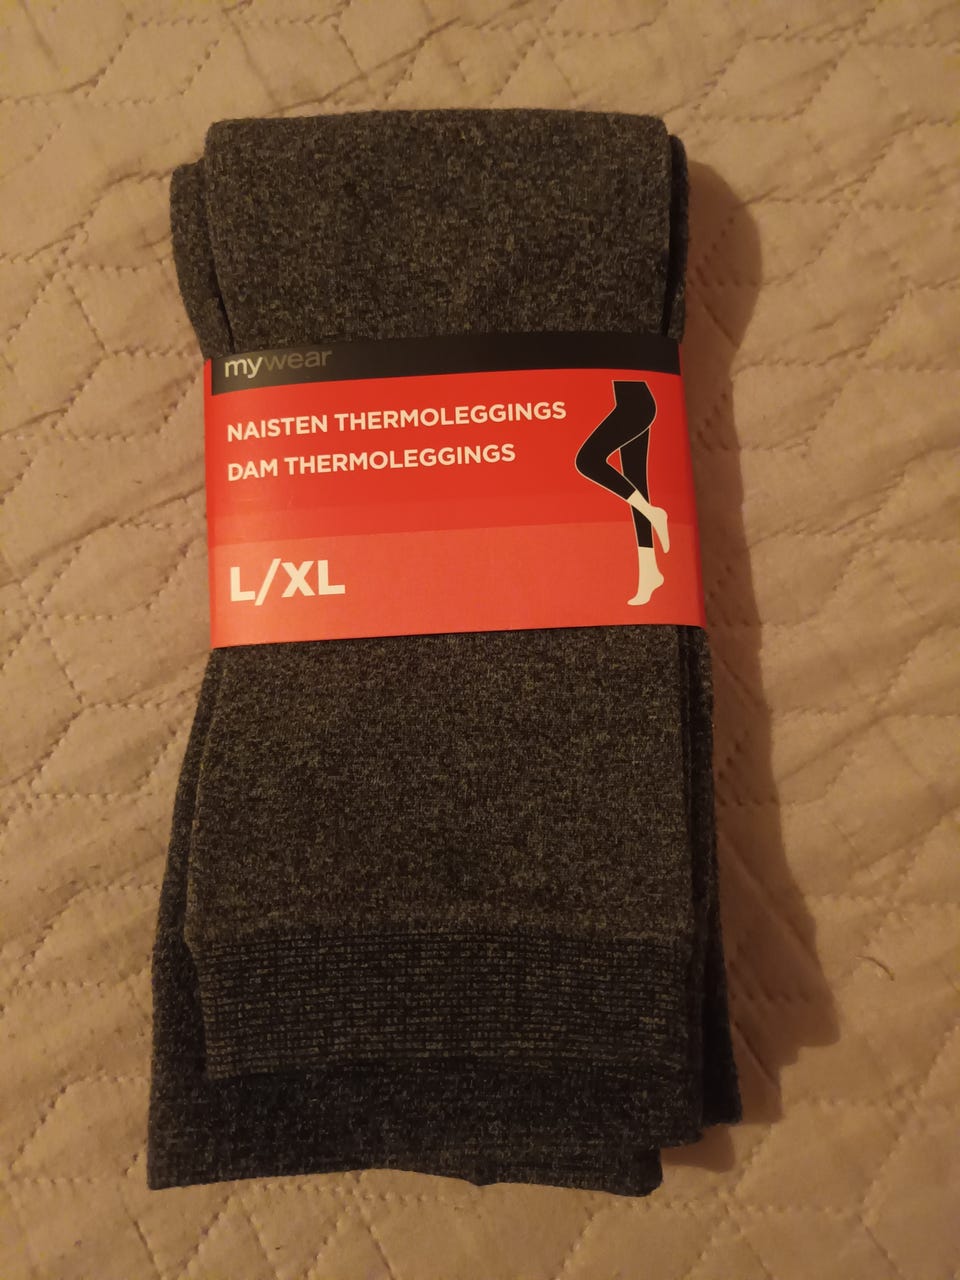 mywear
NAISTEN THERMOLEGGINGS
DAM THERMOLEGGINGS
L/XL